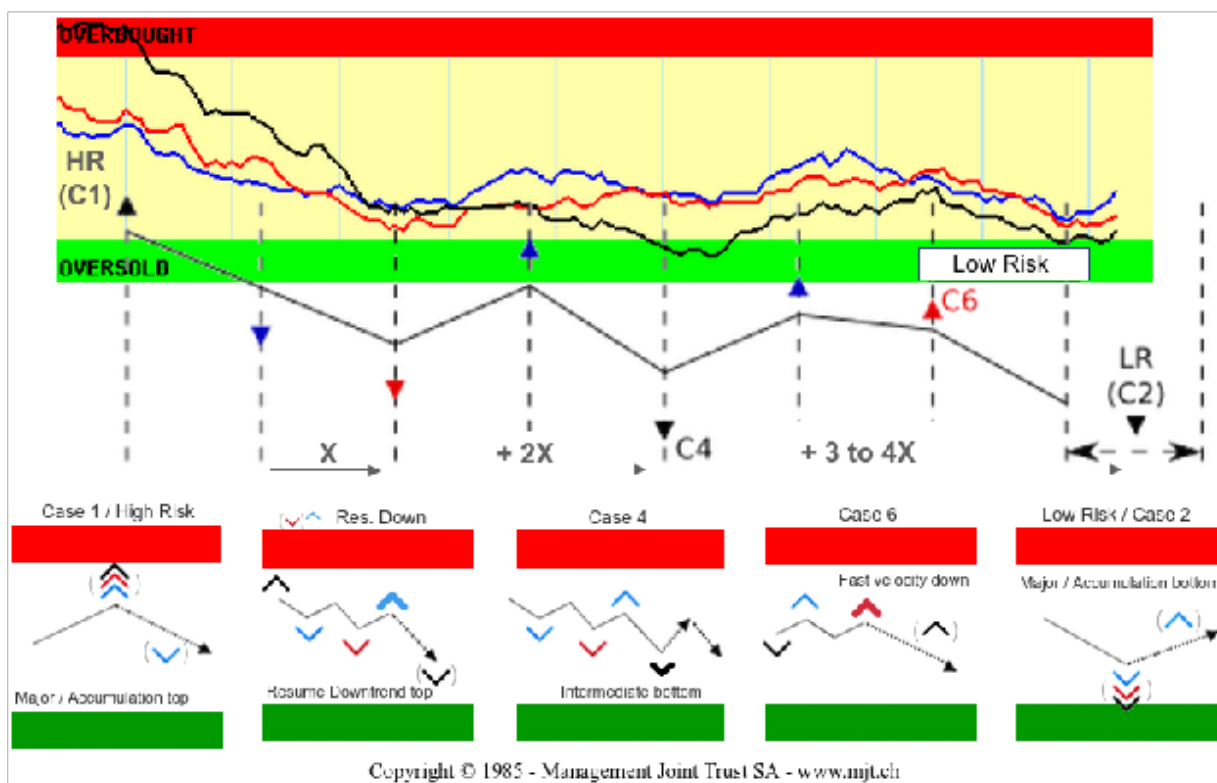 OVERBOUGHT
HR
(C1)
OVERSOLD
Low Risk
C6
LR
(C2)
X
+ 2X
C4
+ 3 to 4X
Case 1 / High Risk
Res. Down
Case 4
Case 6
Low Risk / Case 2
Fast velocity down
Major / Accumulation bottom
Major / Accumulation top
Resume Downtrend top
Intermediate bottom
Copyright © 1985 - Management Joint Trust SA - www.mjt.ch